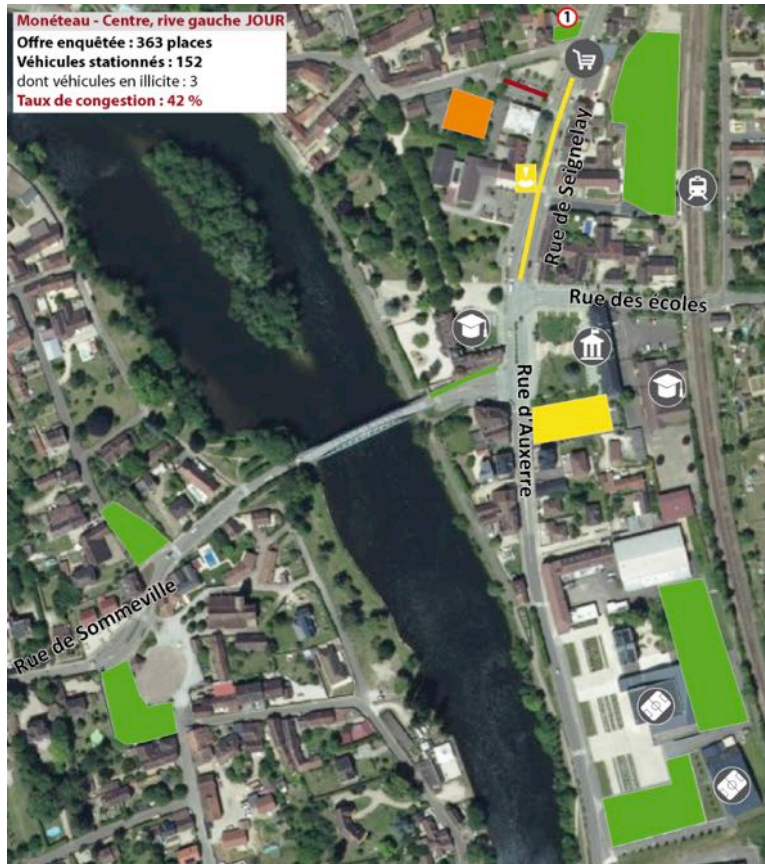 Monéteau - Centre, rive gauche JOUR
Offre enquêtée : 363 places
Véhicules stationnés : 152
dont véhicules en illicite : 3
Taux de congestion : 42 %
1
Rue de Seignelay
Rue des écoles
Rue d'Auxerre
Rue de Sommeville